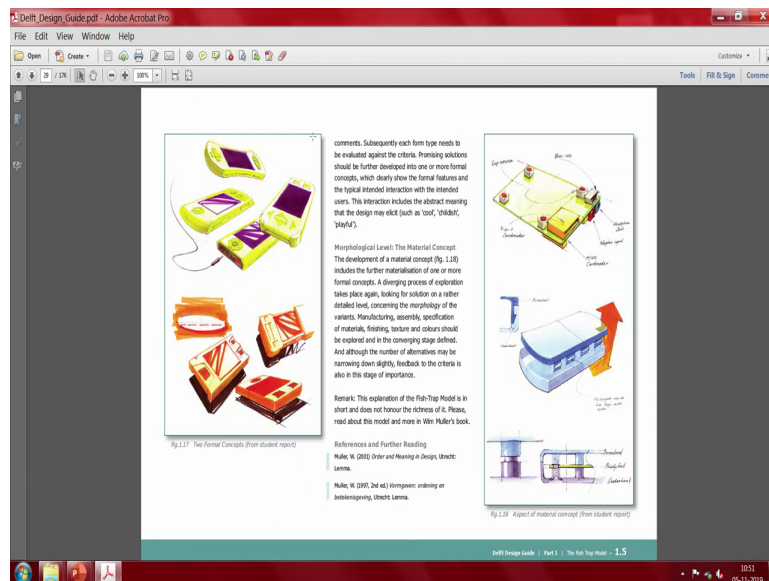 Delft_Design_Guide.pdf - Adobe Acrobat Pro
File Edit View Window Help
Open Create Customize
29 / 176 100% Tools Fill & Sign Comme
comments. Subsequently each form type needs to
be evaluated against the criteria. Promising solutions
should be further developed into one or more formal
concepts, which clearly show the formal features and
the typical intended interaction with the intended
users. This interaction includes the abstract meaning
that the design may elicit (such as ‘cool’, ‘childish’,
‘playful’).
Morphological Level: The Material Concept
The development of a material concept (fig. 1.18)
includes the further materialisation of one or more
formal concepts. A diverging process of exploration
takes place again, looking for solution on a rather
detailed level, concerning the morphology of the
variants. Manufacturing, assembly, specification
of materials, finishing, texture and colours should
be explored and in the converging stage defined.
And although the number of alternatives may be
narrowing down slightly, feedback to the criteria is
also in this stage of importance.
Remark: This explanation of the Fish-Trap Model is in
short and does not honour the richness of it. Please,
read about this model and more in Wim Muller's book.
References and Further Reading
Muller, W. (2001) Order and Meaning in Design, Utrecht:
Lemma.
Muller, W. (1997, 2nd ed.) Vormgeven: ordening en
betekenisgeving, Utrecht: Lemma.
fig.1.17 Two Formal Concepts (from student report)
Cardreader
Cardreader
Bovenkant
Onderkant
fig.1.18 Aspect of material comcept (from student report)
Delft Design Guide | Part 1 | The Fish Trap Model – 1.5
10:51
05-11-2019